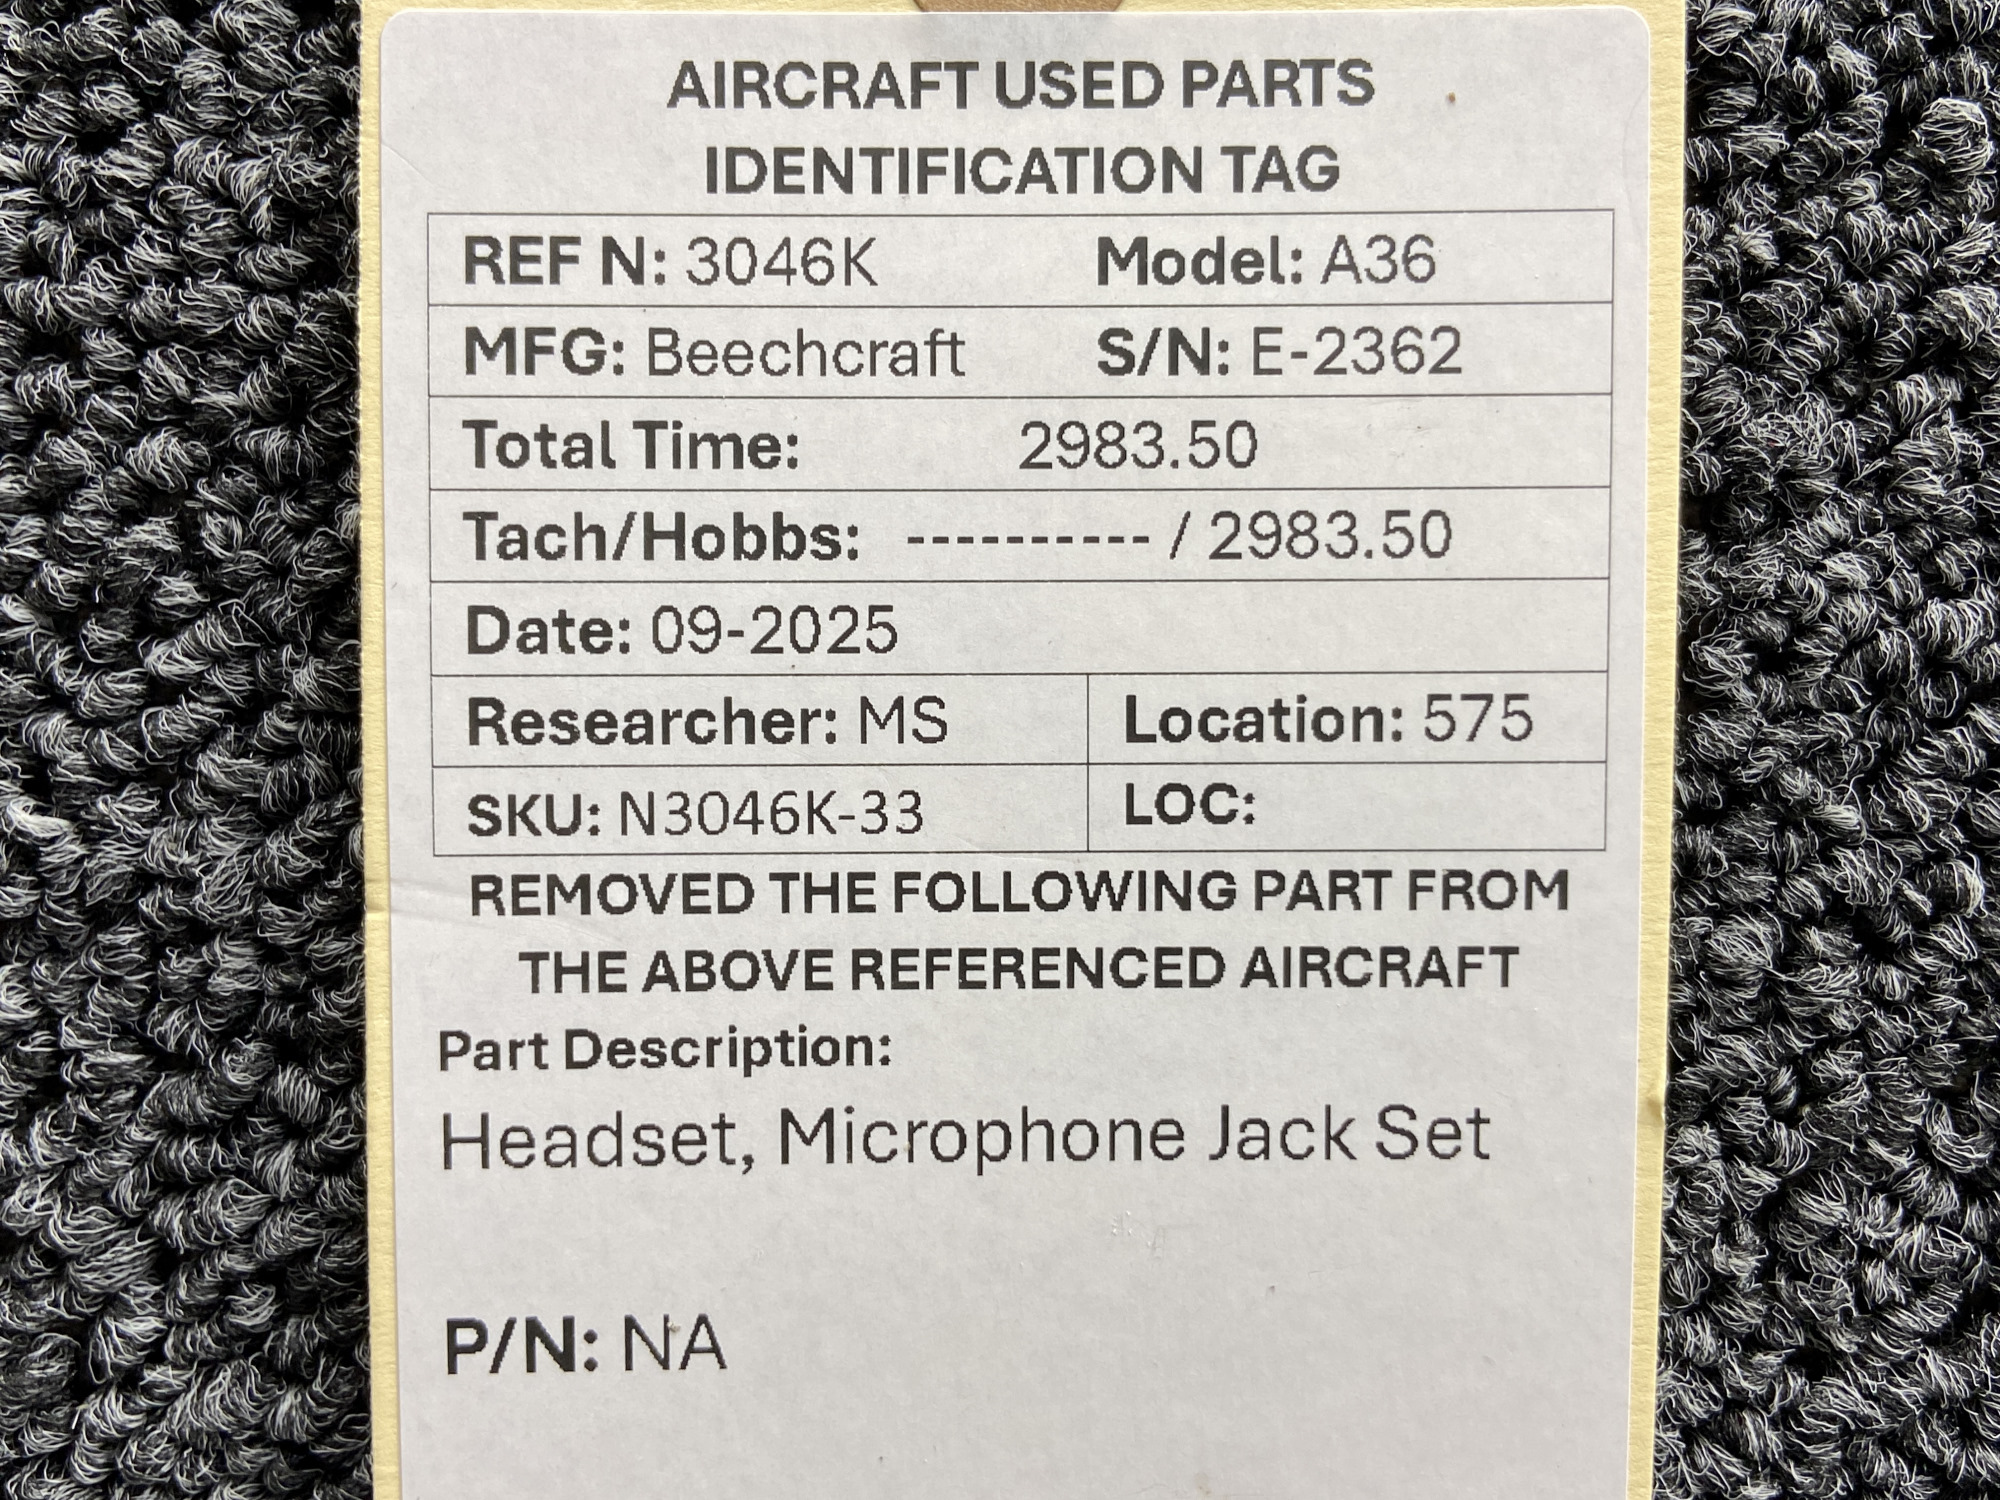 AIRCRAFT USED PARTS
IDENTIFICATION TAG
REF N: 3046K Model: A36
MFG: Beechcraft S/N: E-2362
Total Time: 2983.50
Tach/Hobbs: ---------- / 2983.50
Date: 09-2025
Researcher: MS Location: 575
SKU: N3046K-33 LOC:
REMOVED THE FOLLOWING PART FROM
THE ABOVE REFERENCED AIRCRAFT
Part Description:
Headset, Microphone Jack Set
P/N: NA